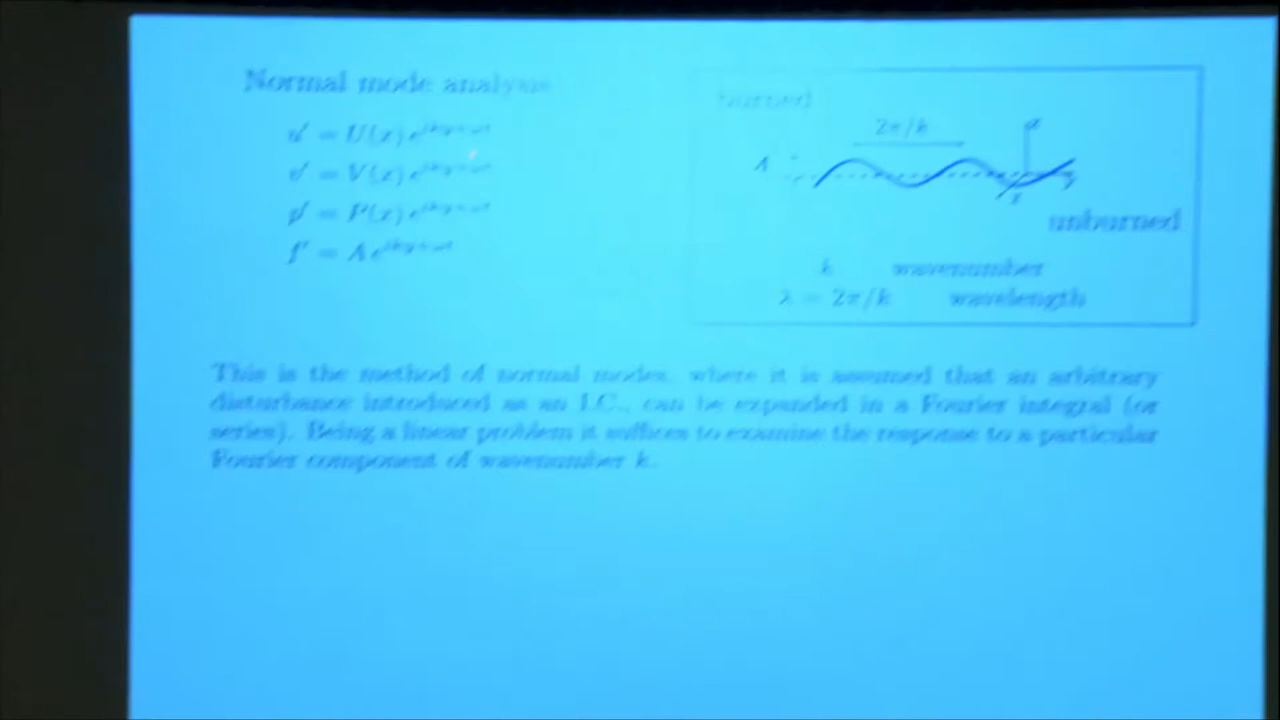 Normal mode analysis
u' = U(x) e^{iky+ωt}
v' = V(x) e^{iky+ωt}
p' = P(x) e^{iky+ωt}
f' = A e^{iky+ωt}
burned
2π/k
A
unburned
k wavenumber
λ = 2π/k wavelength
This is the method of normal modes, where it is assumed that an arbitrary
disturbance introduced as an I.C., can be expanded in a Fourier integral (or
series). Being a linear problem it suffices to examine the response to a particular
Fourier component of wavenumber k.